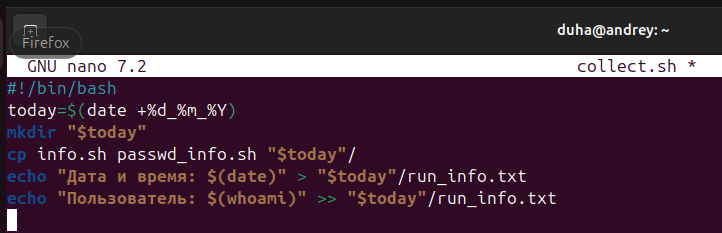 duha@andrey: ~
Firefox
GNU nano 7.2 collect.sh *
#!/bin/bash
today=$(date +%d_%m_%Y)
mkdir "$today"
cp info.sh passwd_info.sh "$today"/
echo "Дата и время: $(date)" > "$today"/run_info.txt
echo "Пользователь: $(whoami)" >> "$today"/run_info.txt